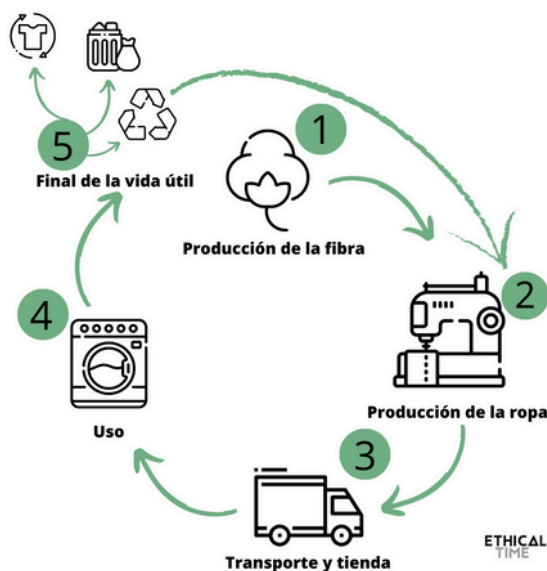 1
Producción de la fibra
2
Producción de la ropa
3
Transporte y tienda
4
Uso
5
Final de la vida útil
ETHICAL
TIME